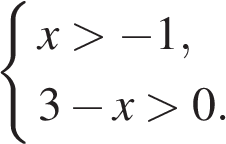 x > −1,
3 − x > 0.